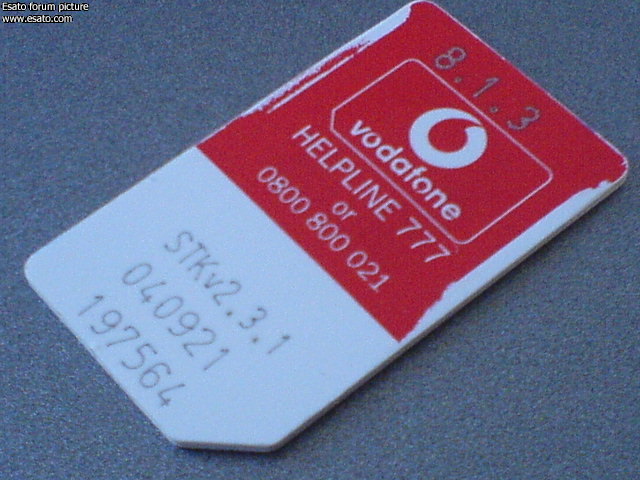 Esato forum picture
www.esato.com
8.1.3
vodafone
HELPLINE 777
or
0800 800 021
STKv2.3.1
040921
197564